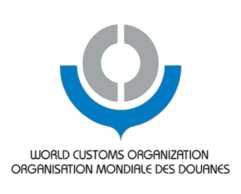 WORLD CUSTOMS ORGANIZATION
ORGANISATION MONDIALE DES DOUANES